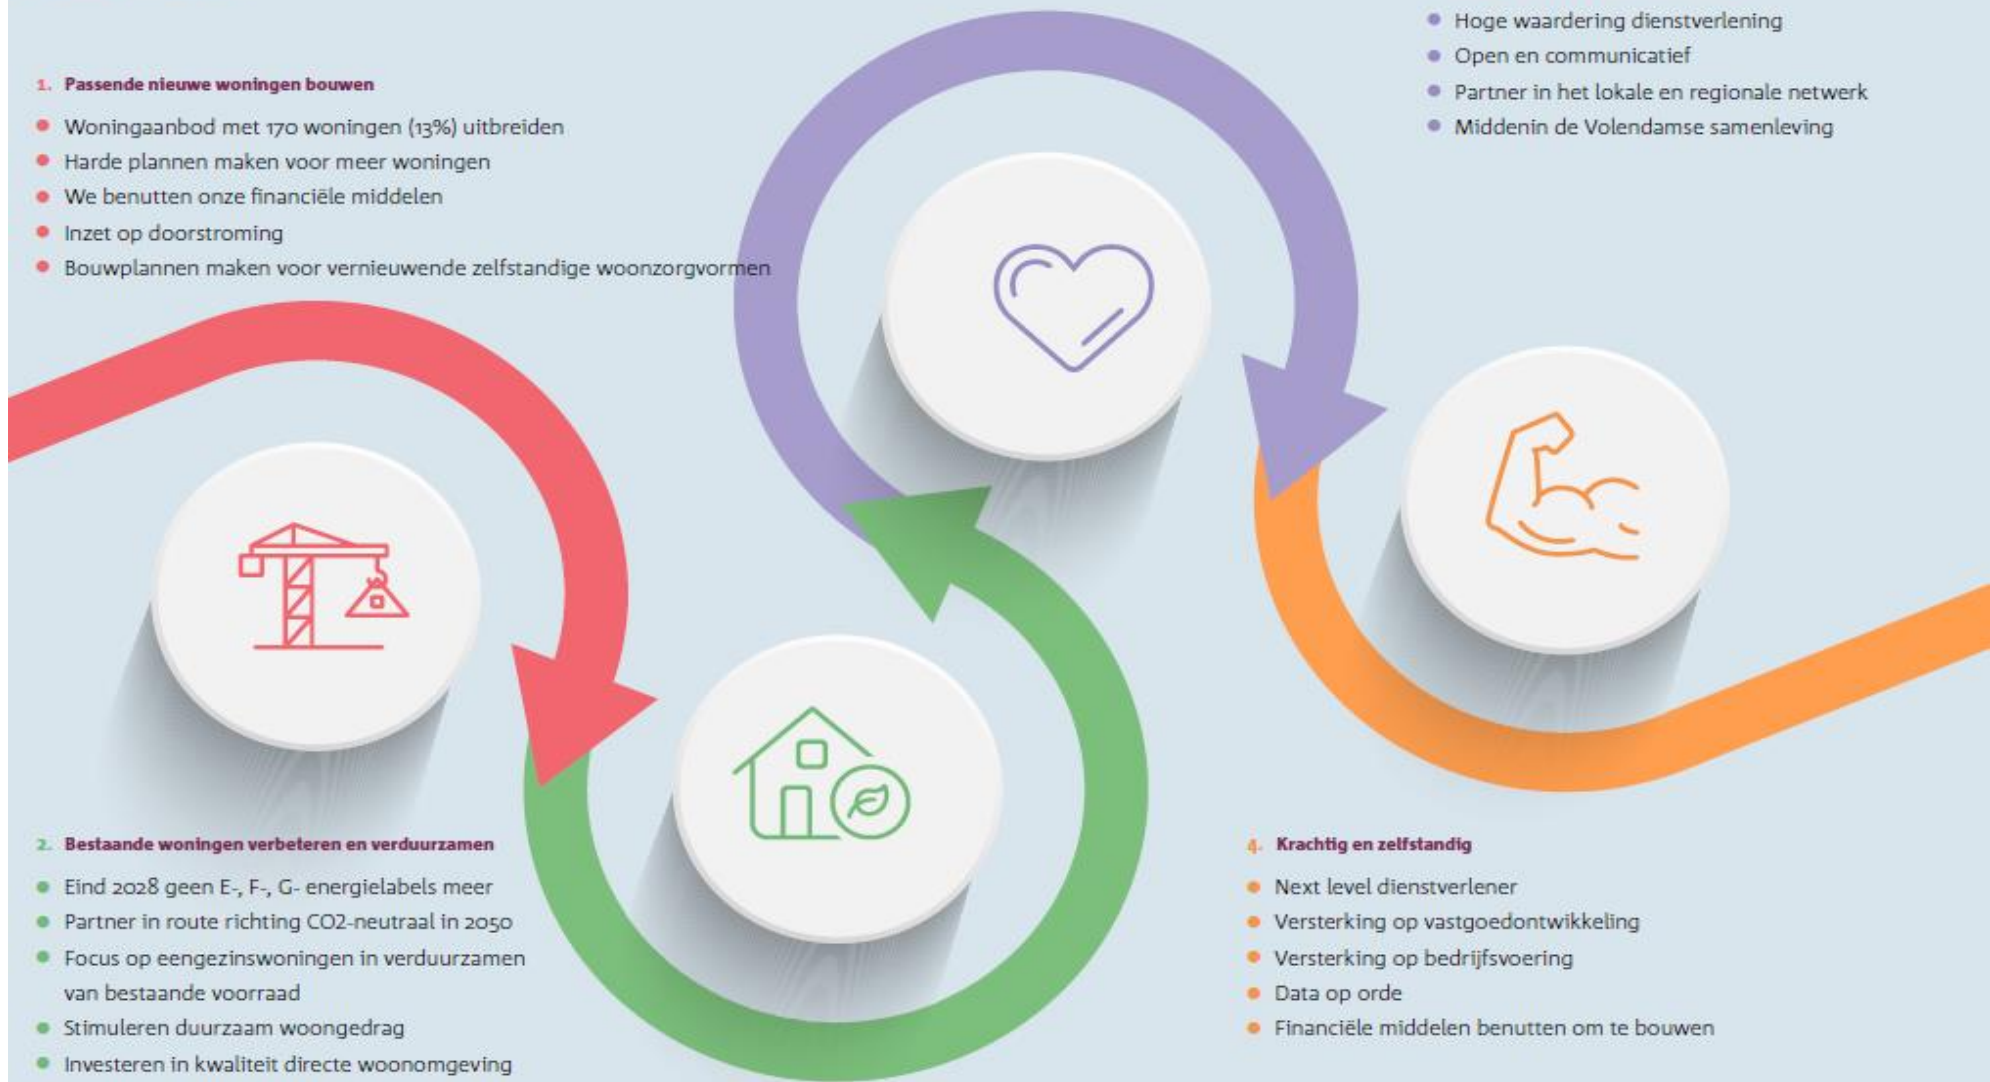 Hoge waardering dienstverlening
Open en communicatief
Partner in het lokale en regionale netwerk
Middenin de Volendamse samenleving
1. Passende nieuwe woningen bouwen
Woningaanbod met 170 woningen (13%) uitbreiden
Harde plannen maken voor meer woningen
We benutten onze financiële middelen
Inzet op doorstroming
Bouwplannen maken voor vernieuwende zelfstandige woonzorgvormen
2. Bestaande woningen verbeteren en verduurzamen
Eind 2028 geen E-, F-, G- energielabels meer
Partner in route richting CO2-neutraal in 2050
Focus op eengezinswoningen in verduurzamen
van bestaande voorraad
Stimuleren duurzaam woongedrag
Investeren in kwaliteit directe woonomgeving
4. Krachtig en zelfstandig
Next level dienstverlener
Versterking op vastgoedontwikkeling
Versterking op bedrijfsvoering
Data op orde
Financiële middelen benutten om te bouwen